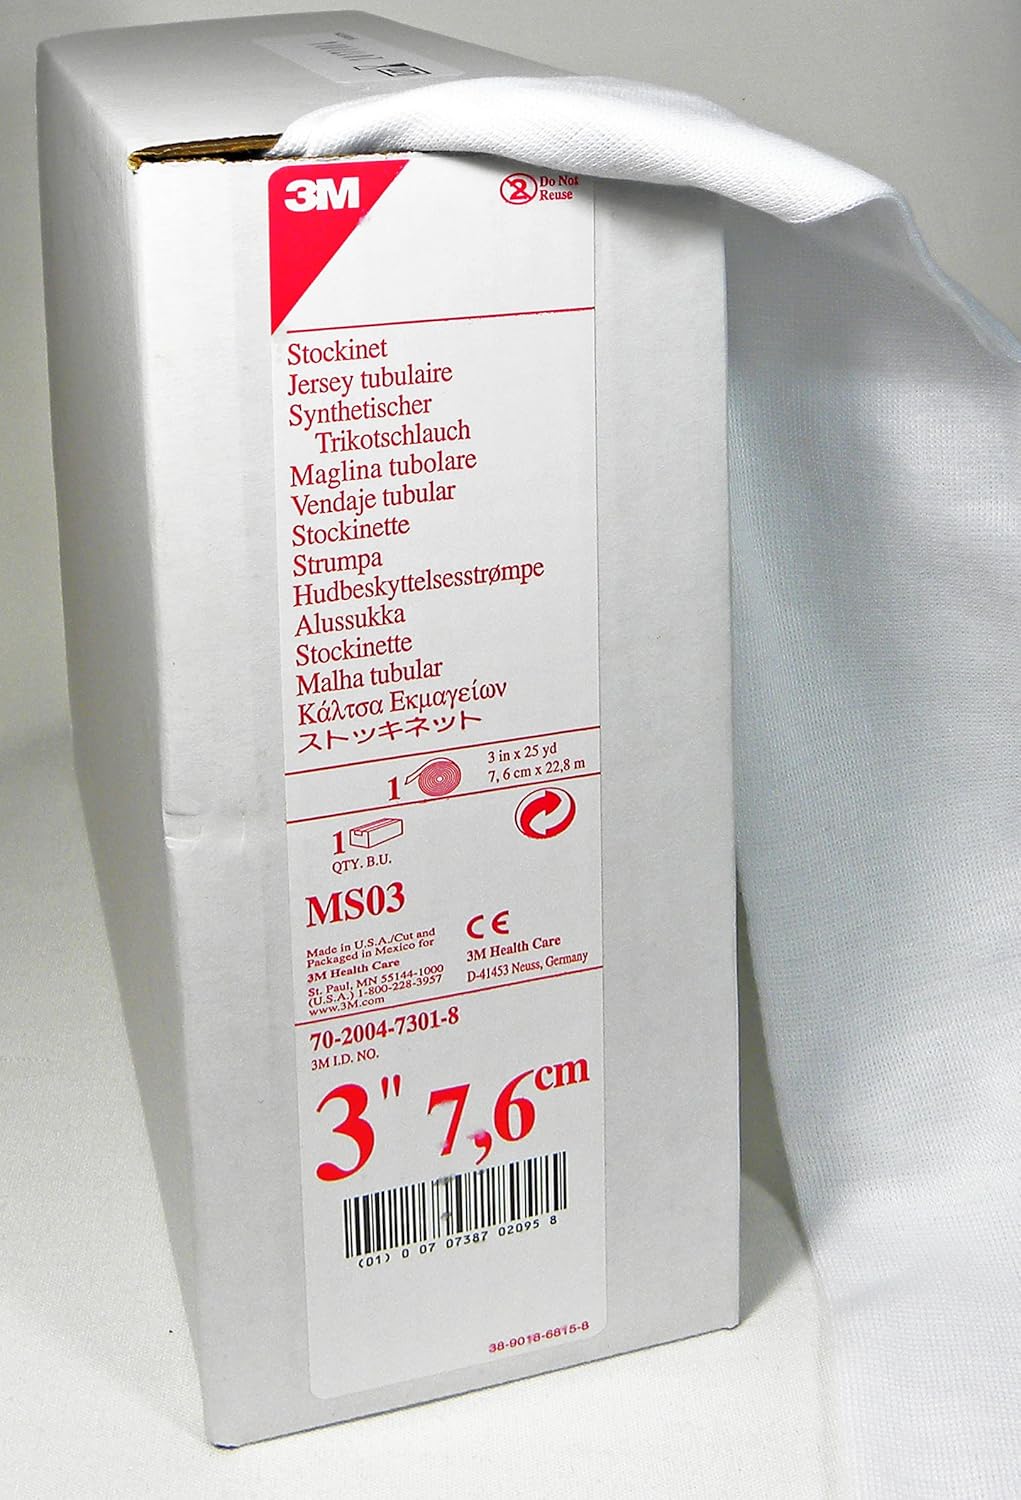 3M
Do Not
Reuse
Stockinet
Jersey tubulaire
Synthetischer
Trikotschlauch
Maglina tubolare
Vendaje tubular
Stockinette
Strumpa
Hudbeskyttelsesstrømpe
Alussukka
Stockinette
Malha tubular
Κάλτσα Εκμαγείων
ストッキネット
1
3 in x 25 yd
7, 6 cm x 22,8 m
1
QTY. B.U.
MS03
Made in U.S.A./Cut and
Packaged in Mexico for
3M Health Care
St. Paul, MN 55144-1000
(U.S.A.) 1-800-228-3957
www.3M.com
CE
3M Health Care
D-41453 Neuss, Germany
70-2004-7301-8
3M I.D. NO.
3" 7,6 cm
(01) 0 07 07387 02095 8
38-9018-6815-8